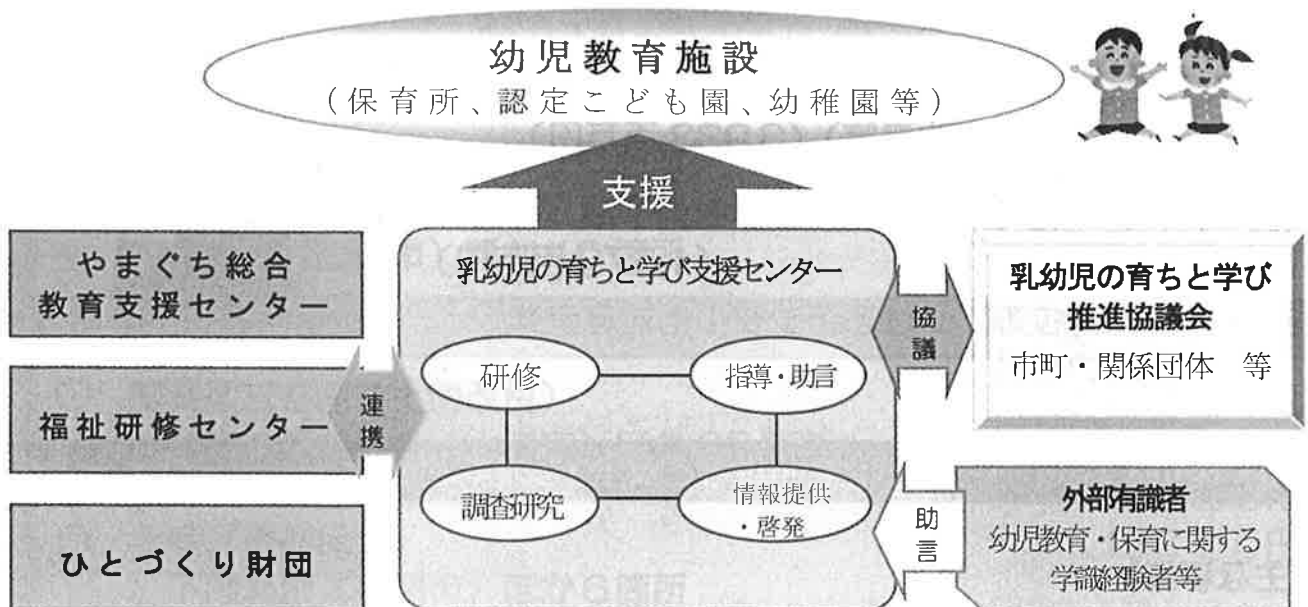 幼児教育施設
(保育所、認定こども園、幼稚園等)
支援
やまぐち総合
教育支援センター
福祉研修センター
ひとづくり財団
連携
乳幼児の育ちと学び支援センター
研修
指導・助言
調査研究
情報提供
・啓発
協議
乳幼児の育ちと学び
推進協議会
市町・関係団体 等
助言
外部有識者
幼児教育・保育に関する
学識経験者等